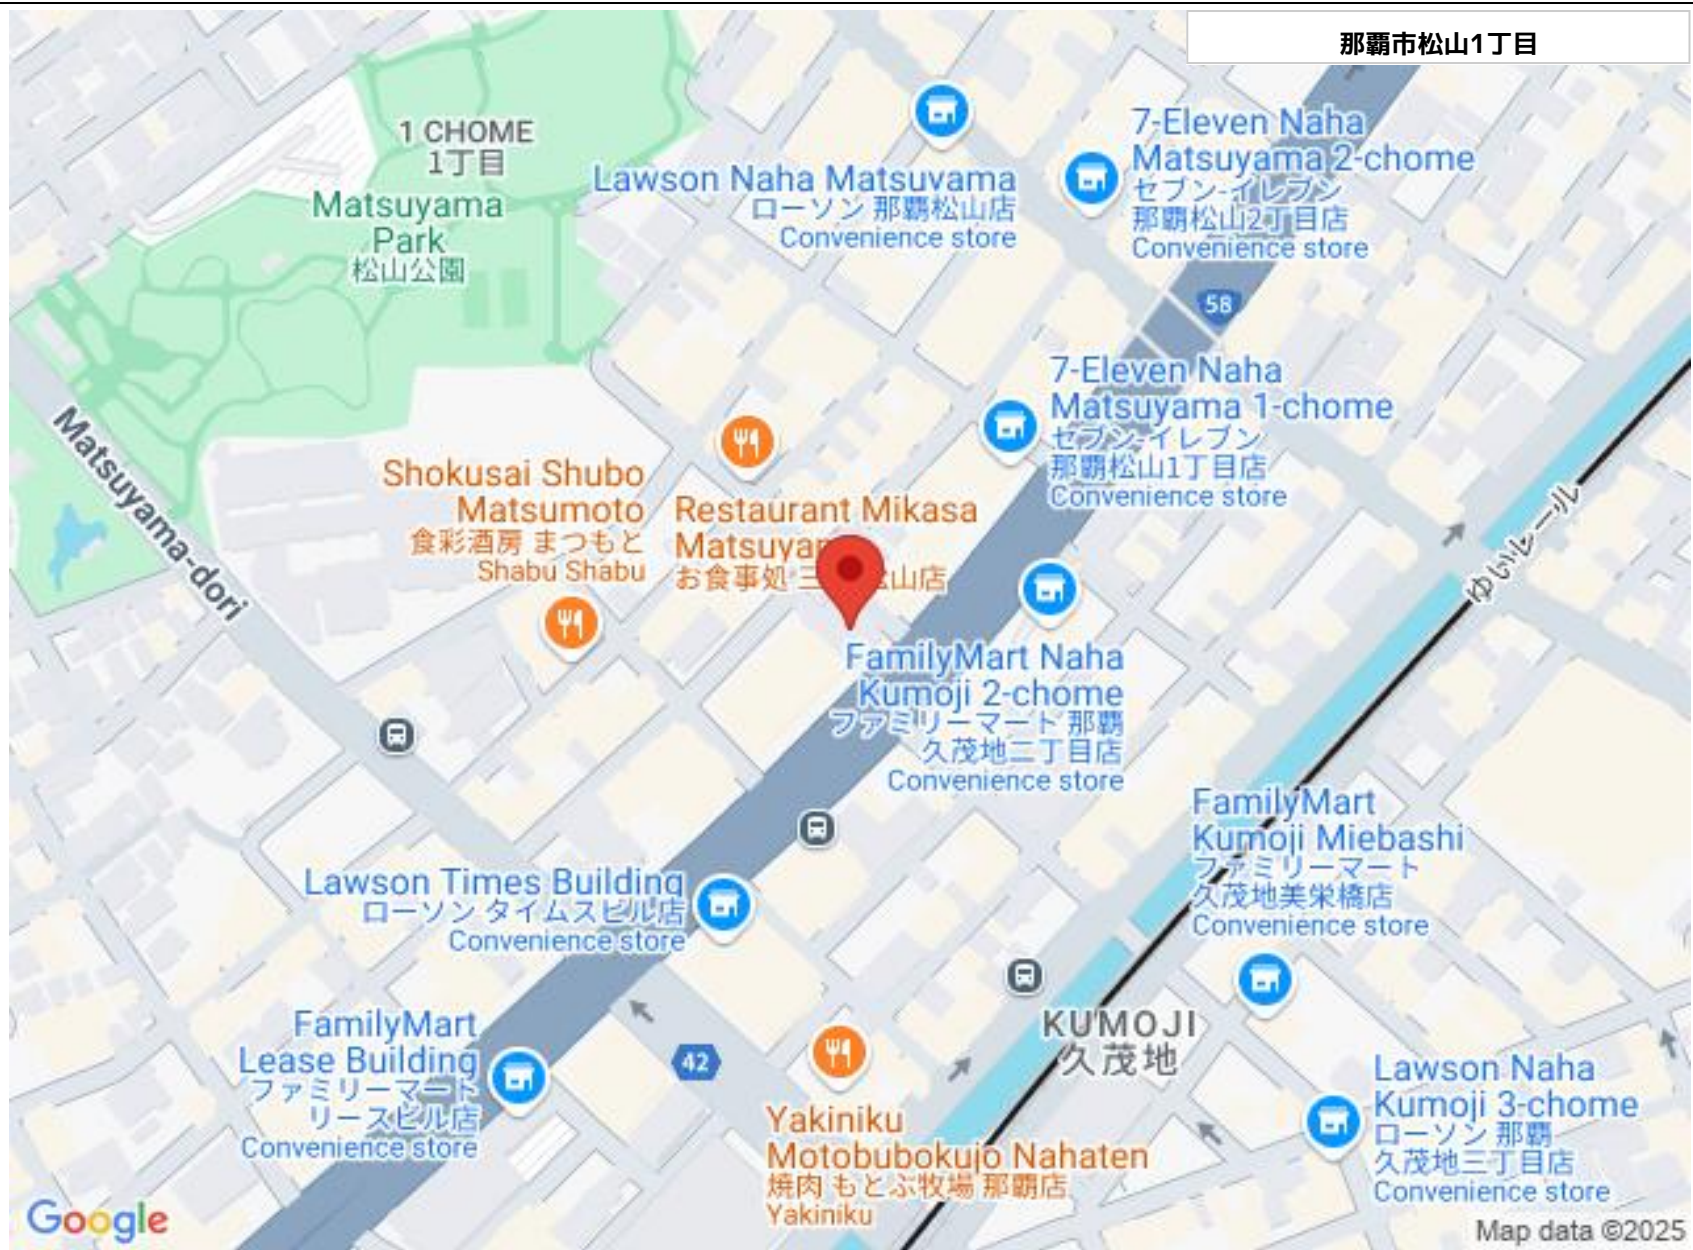 那覇市松山1丁目
1 CHOME
1丁目
Matsuyama
Park
松山公園
Lawson Naha Matsuyama
ローソン 那覇松山店
Convenience store
7-Eleven Naha
Matsuyama 2-chome
セブン-イレブン
那覇松山2丁目店
Convenience store
58
7-Eleven Naha
Matsuyama 1-chome
セブン-イレブン
那覇松山1丁目店
Convenience store
Matsuyama-dori
Shokusai Shubo
Matsumoto
食彩酒房 まつもと
Shabu Shabu
Restaurant Mikasa
お食事処 三 山店
ゆいレール
FamilyMart Naha
Kumoji 2-chome
ファミリーマート 那覇
久茂地二丁目店
Convenience store
FamilyMart
Kumoji Miebashi
ファミリーマート
久茂地美栄橋店
Convenience store
Lawson Times Building
ローソン タイムスビル店
Convenience store
FamilyMart
Lease Building
ファミリーマート
リースビル店
Convenience store
42
KUMOJI
久茂地
Yakiniku
Motobubokujo Nahaten
焼肉 もとぶ牧場 那覇店
Yakiniku
Lawson Naha
Kumoji 3-chome
ローソン 那覇
久茂地三丁目店
Convenience store
Google
Map data ©2025